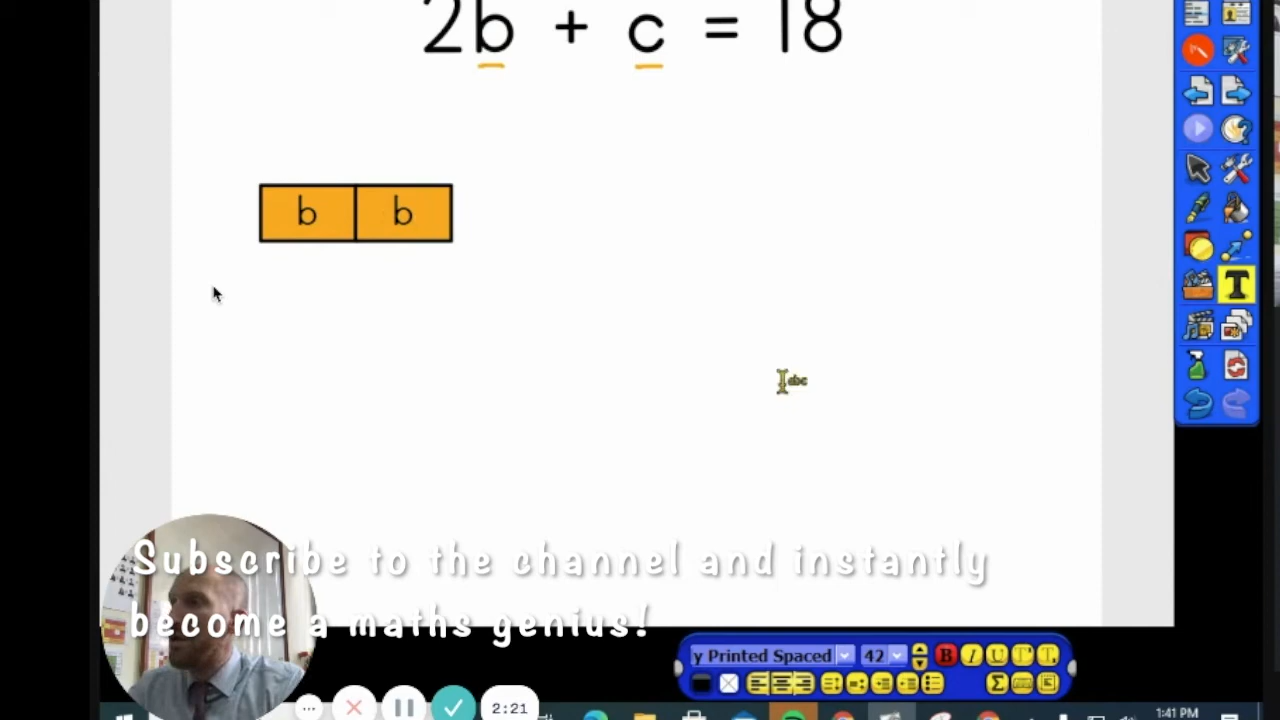 2b + c = 18
b b
abc
Subscribe to the channel and instantly
become a maths genius!
y Printed Spaced 42 B I U T T
T
Σ
2:21
1:41 PM